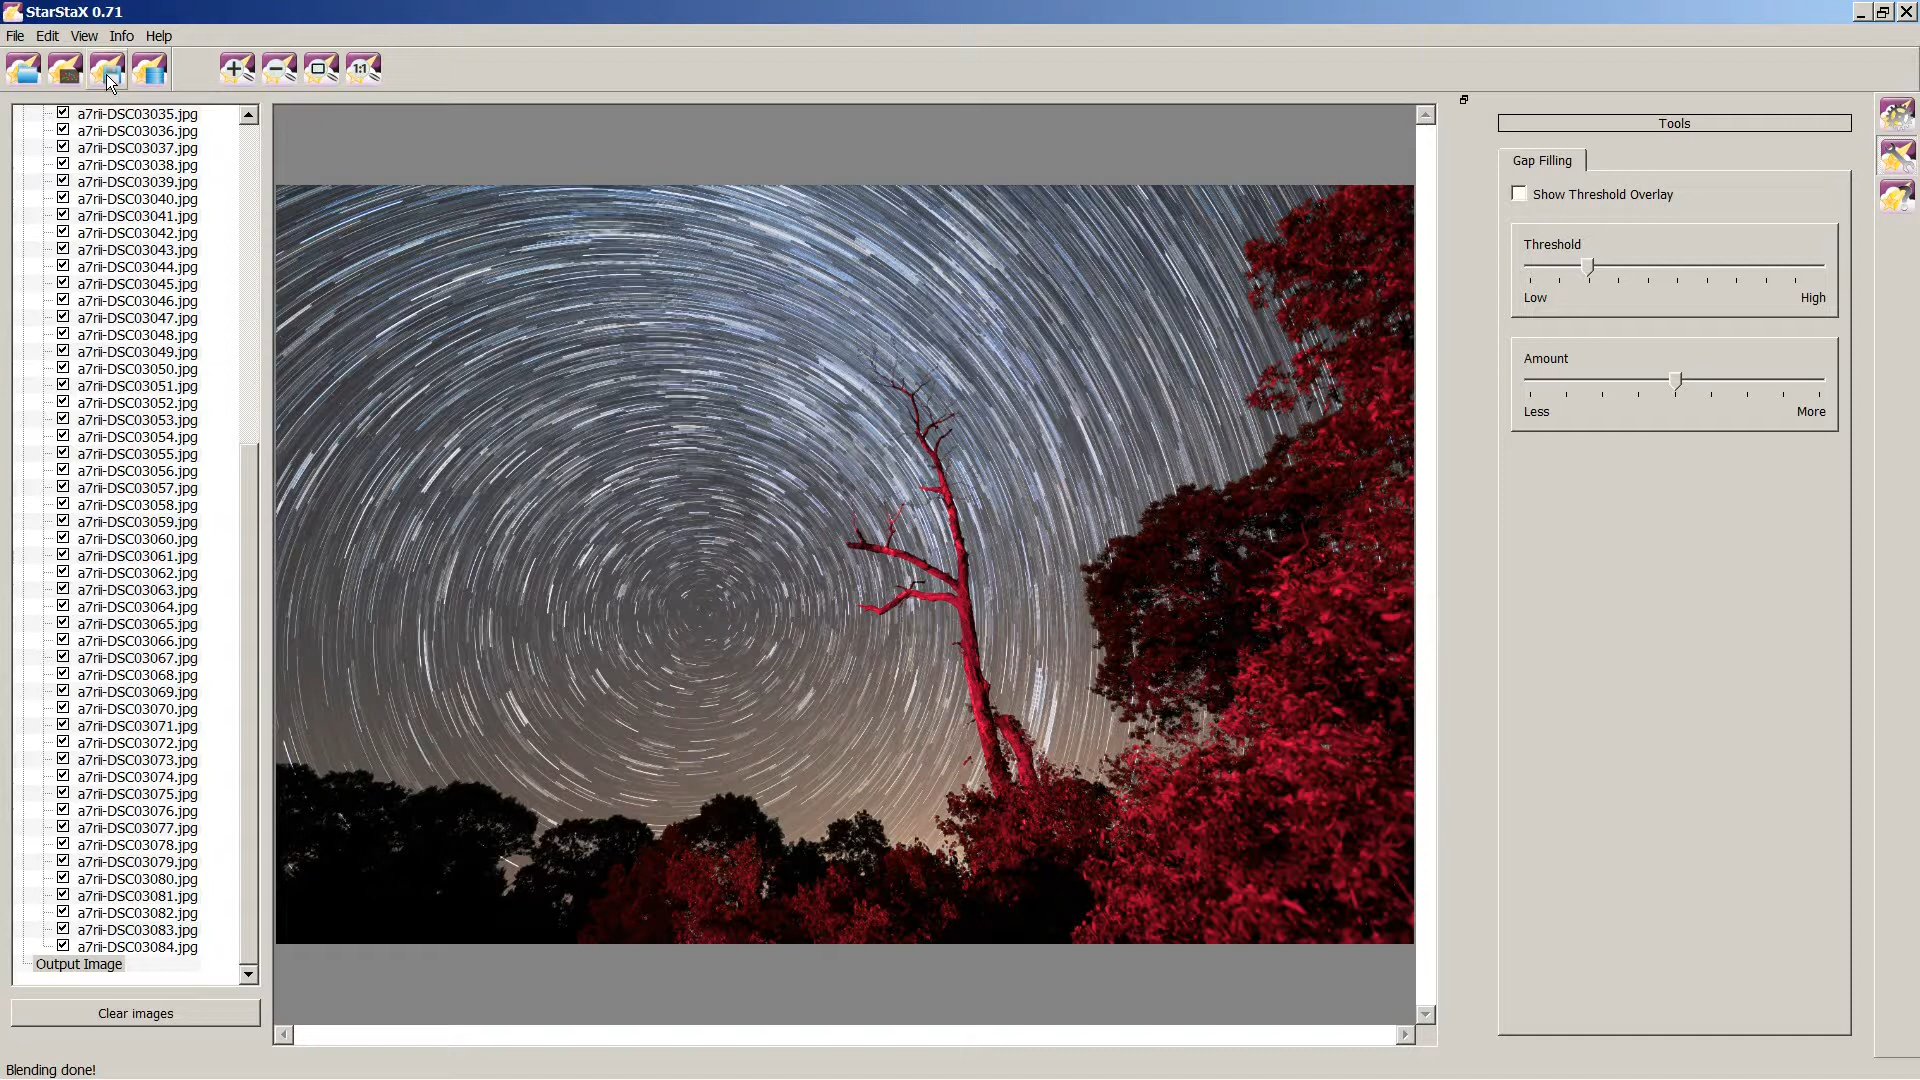 StarStaX 0.71
File Edit View Info Help
1:1
a7rii-DSC03035.jpg
a7rii-DSC03036.jpg
a7rii-DSC03037.jpg
a7rii-DSC03038.jpg
a7rii-DSC03039.jpg
a7rii-DSC03040.jpg
a7rii-DSC03041.jpg
a7rii-DSC03042.jpg
a7rii-DSC03043.jpg
a7rii-DSC03044.jpg
a7rii-DSC03045.jpg
a7rii-DSC03046.jpg
a7rii-DSC03047.jpg
a7rii-DSC03048.jpg
a7rii-DSC03049.jpg
a7rii-DSC03050.jpg
a7rii-DSC03051.jpg
a7rii-DSC03052.jpg
a7rii-DSC03053.jpg
a7rii-DSC03054.jpg
a7rii-DSC03055.jpg
a7rii-DSC03056.jpg
a7rii-DSC03057.jpg
a7rii-DSC03058.jpg
a7rii-DSC03059.jpg
a7rii-DSC03060.jpg
a7rii-DSC03061.jpg
a7rii-DSC03062.jpg
a7rii-DSC03063.jpg
a7rii-DSC03064.jpg
a7rii-DSC03065.jpg
a7rii-DSC03066.jpg
a7rii-DSC03067.jpg
a7rii-DSC03068.jpg
a7rii-DSC03069.jpg
a7rii-DSC03070.jpg
a7rii-DSC03071.jpg
a7rii-DSC03072.jpg
a7rii-DSC03073.jpg
a7rii-DSC03074.jpg
a7rii-DSC03075.jpg
a7rii-DSC03076.jpg
a7rii-DSC03077.jpg
a7rii-DSC03078.jpg
a7rii-DSC03079.jpg
a7rii-DSC03080.jpg
a7rii-DSC03081.jpg
a7rii-DSC03082.jpg
a7rii-DSC03083.jpg
a7rii-DSC03084.jpg
Output Image
Clear images
Tools
Gap Filling
Show Threshold Overlay
Threshold
Low High
Amount
Less More
Blending done!